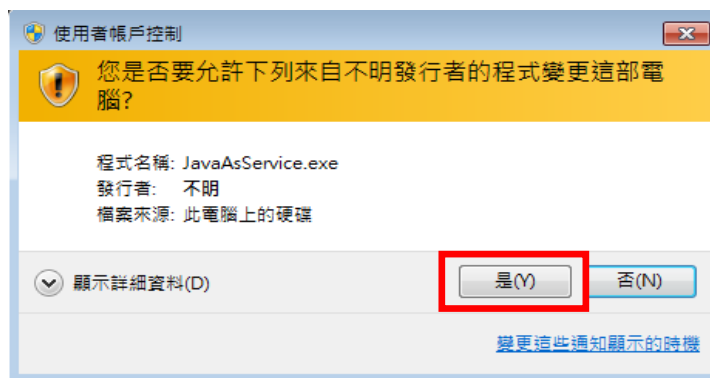 使用者帳戶控制
您是否要允許下列來自不明發行者的程式變更這部電
腦?
程式名稱: JavaAsService.exe
發行者: 不明
檔案來源: 此電腦上的硬碟
顯示詳細資料(D) 是(Y) 否(N)
變更這些通知顯示的時機